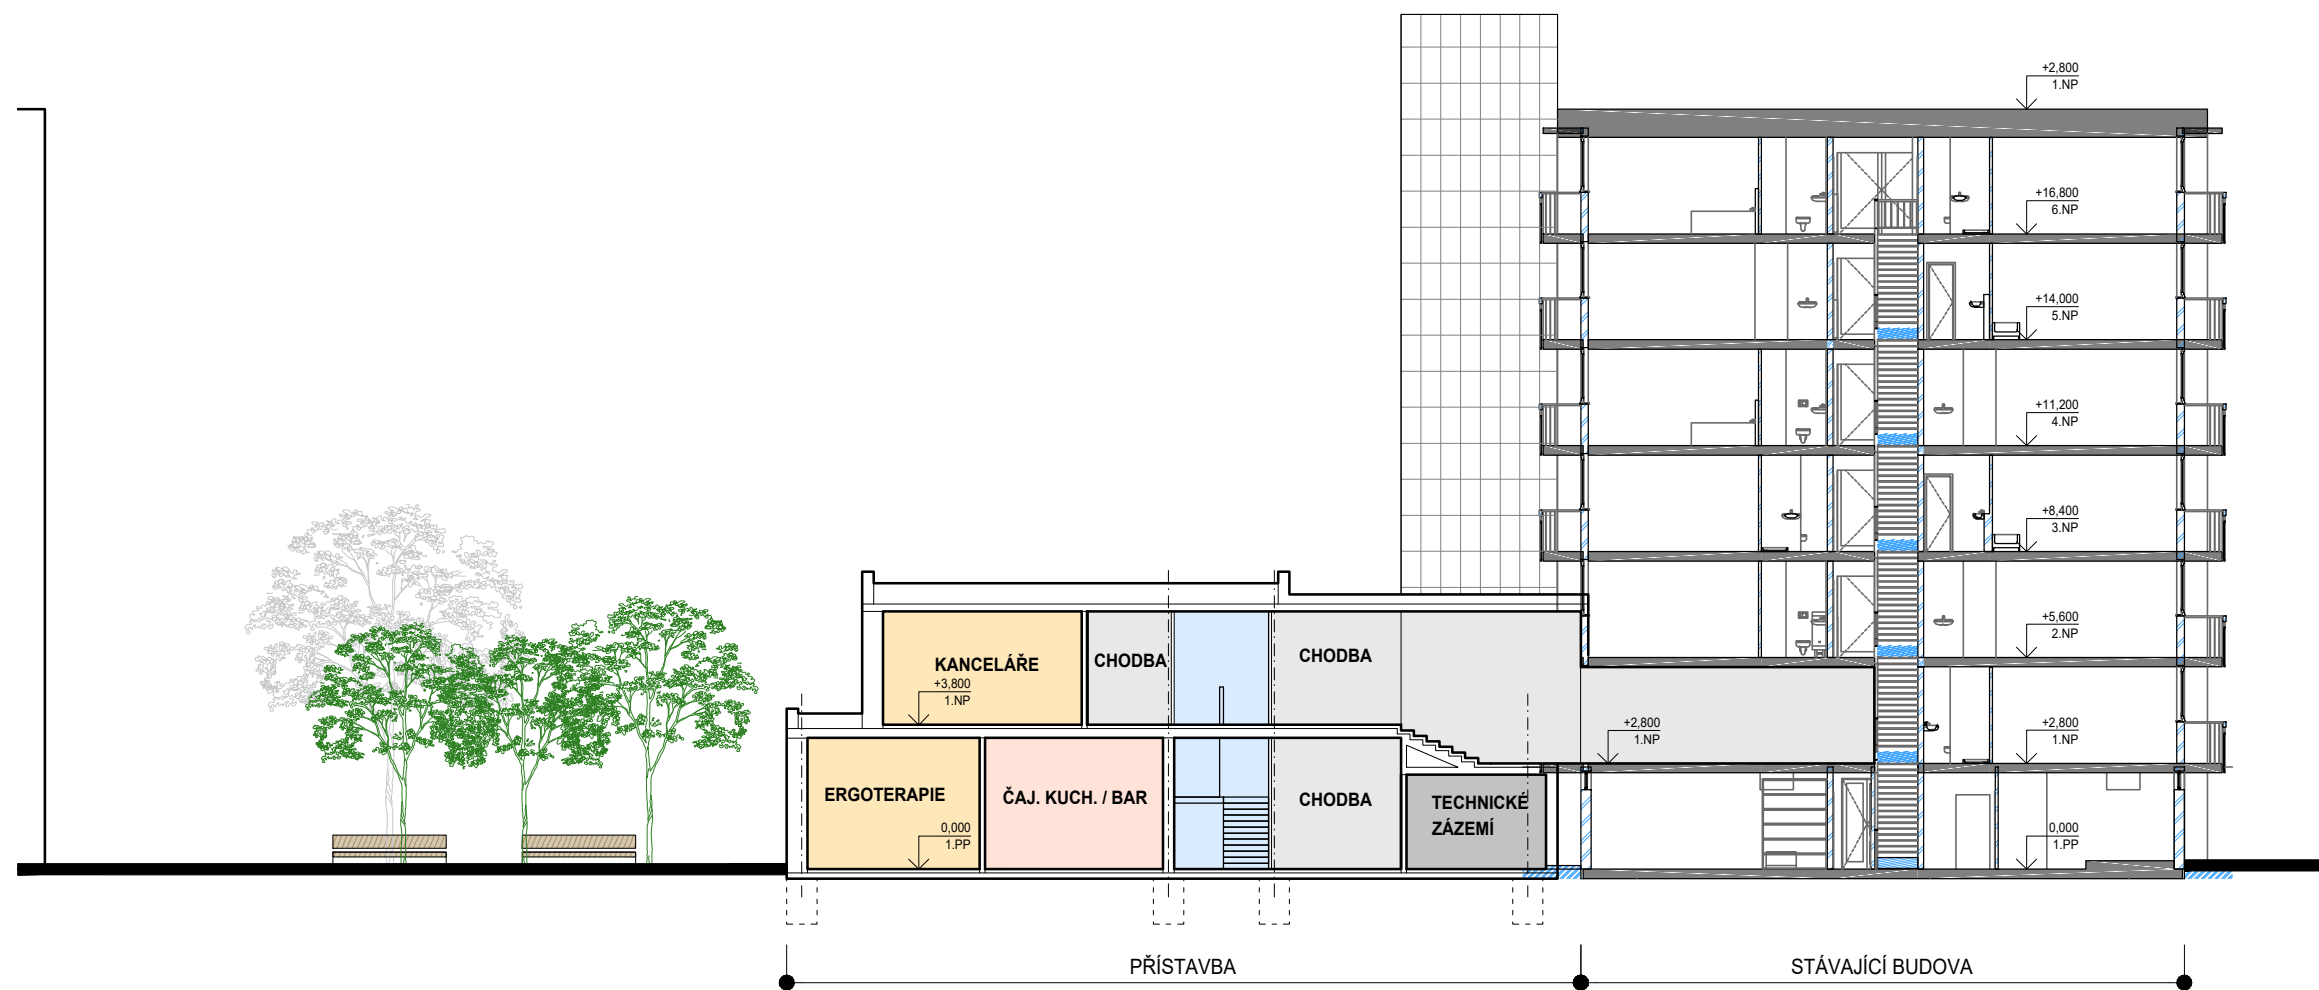 +2,800
1.NP
+16,800
6.NP
+14,000
5.NP
+11,200
4.NP
+8,400
3.NP
+5,600
2.NP
KANCELÁŘE
+3,800
1.NP
CHODBA
CHODBA
+2,800
1.NP
+2,800
1.NP
ERGOTERAPIE
0,000
1.PP
ČAJ. KUCH. / BAR
CHODBA
TECHNICKÉ
ZÁZEMÍ
0,000
1.PP
PŘÍSTAVBA
STÁVAJÍCÍ BUDOVA